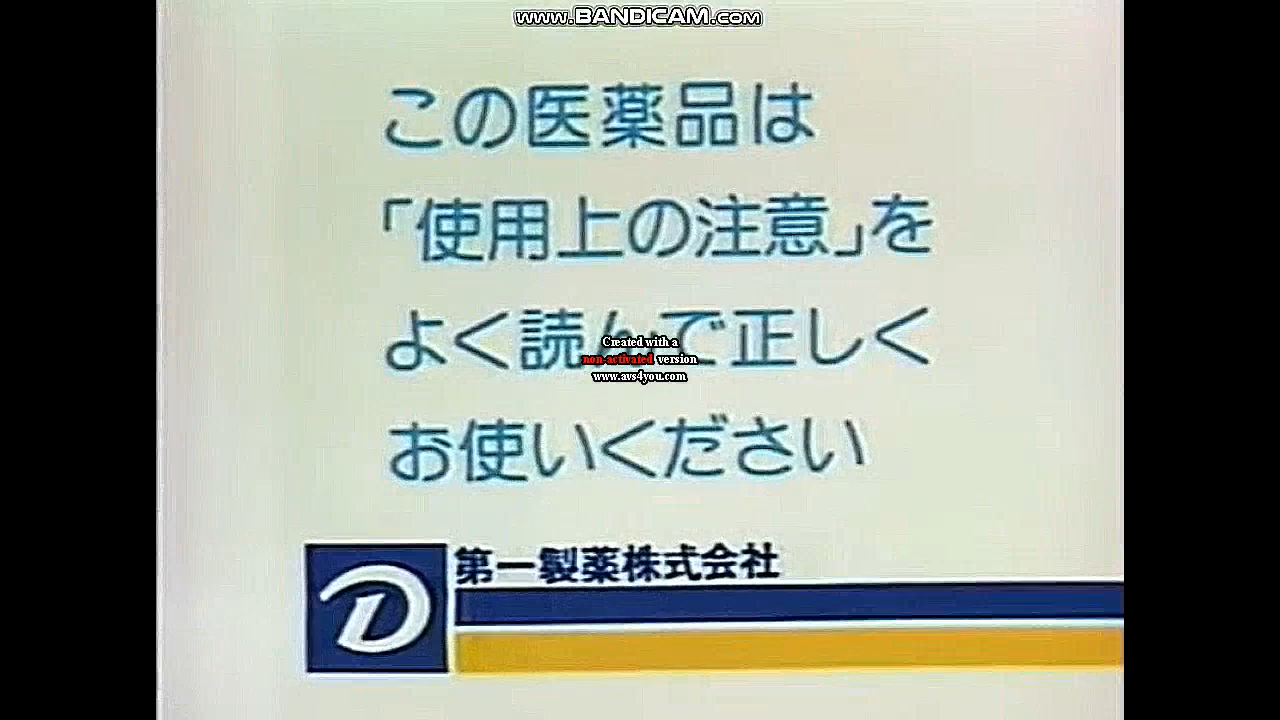 www.BANDICAM.com
この医薬品は
「使用上の注意」を
よく読んで正しく
Created with a
non-activated version
www.avs4you.com
お使いください
第一製薬株式会社